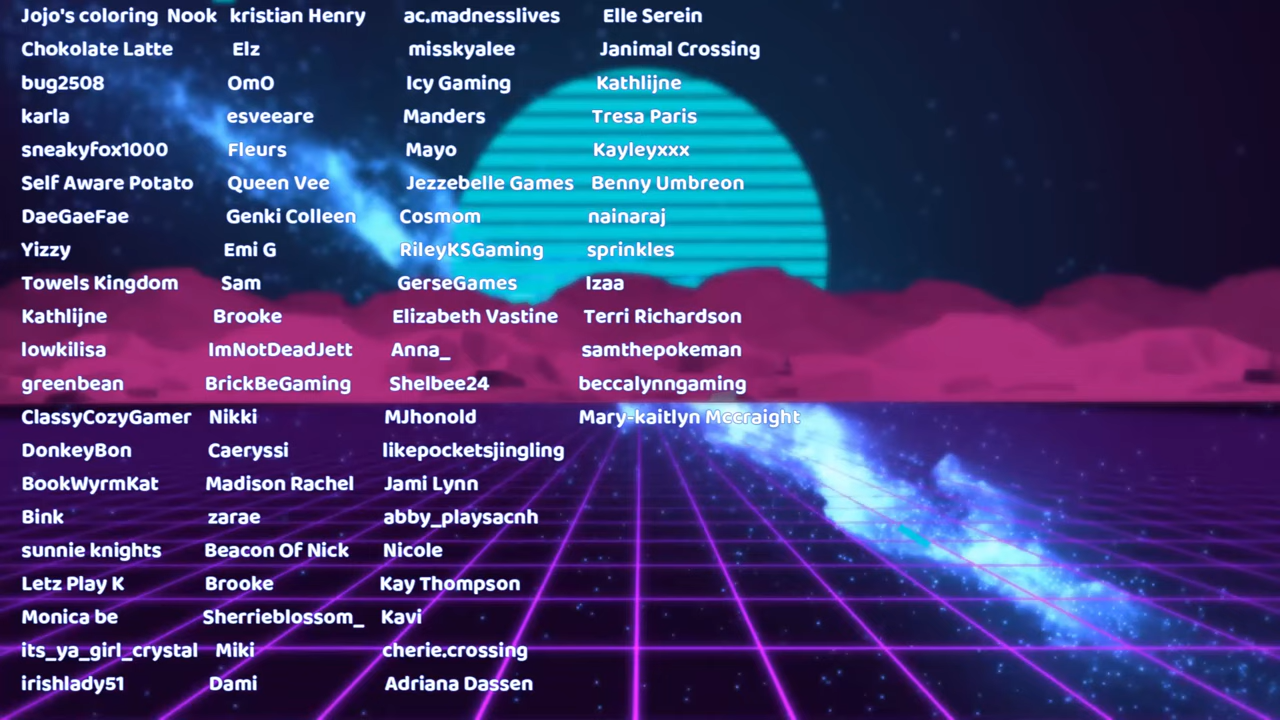 Jojo's coloring Nook kristian Henry ac.madnesslives Elle Serein
Chokolate Latte Elz misskyalee Janimal Crossing
bug2508 OmO Icy Gaming Kathlijne
karla esveeare Manders Tresa Paris
sneakyfox1000 Fleurs Mayo Kayleyxxx
Self Aware Potato Queen Vee Jezzebelle Games Benny Umbreon
DaeGaeFae Genki Colleen Cosmom nainaraj
Yizzy Emi G RileyKSGaming sprinkles
Towels Kingdom Sam GerseGames Izaa
Kathlijne Brooke Elizabeth Vastine Terri Richardson
lowkilisa ImNotDeadJett Anna_ samthepokeman
greenbean BrickBeGaming Shelbee24 beccalynngaming
ClassyCozyGamer Nikki MJhonold Mary-kaitlyn Mccraight
DonkeyBon Caeryssi likepocketsjingling
BookWyrmKat Madison Rachel Jami Lynn
Bink zarae abby_playsacnh
sunnie knights Beacon Of Nick Nicole
Letz Play K Brooke Kay Thompson
Monica be Sherrieblossom_ Kavi
its_ya_girl_crystal Miki cherie.crossing
irishlady51 Dami Adriana Dassen